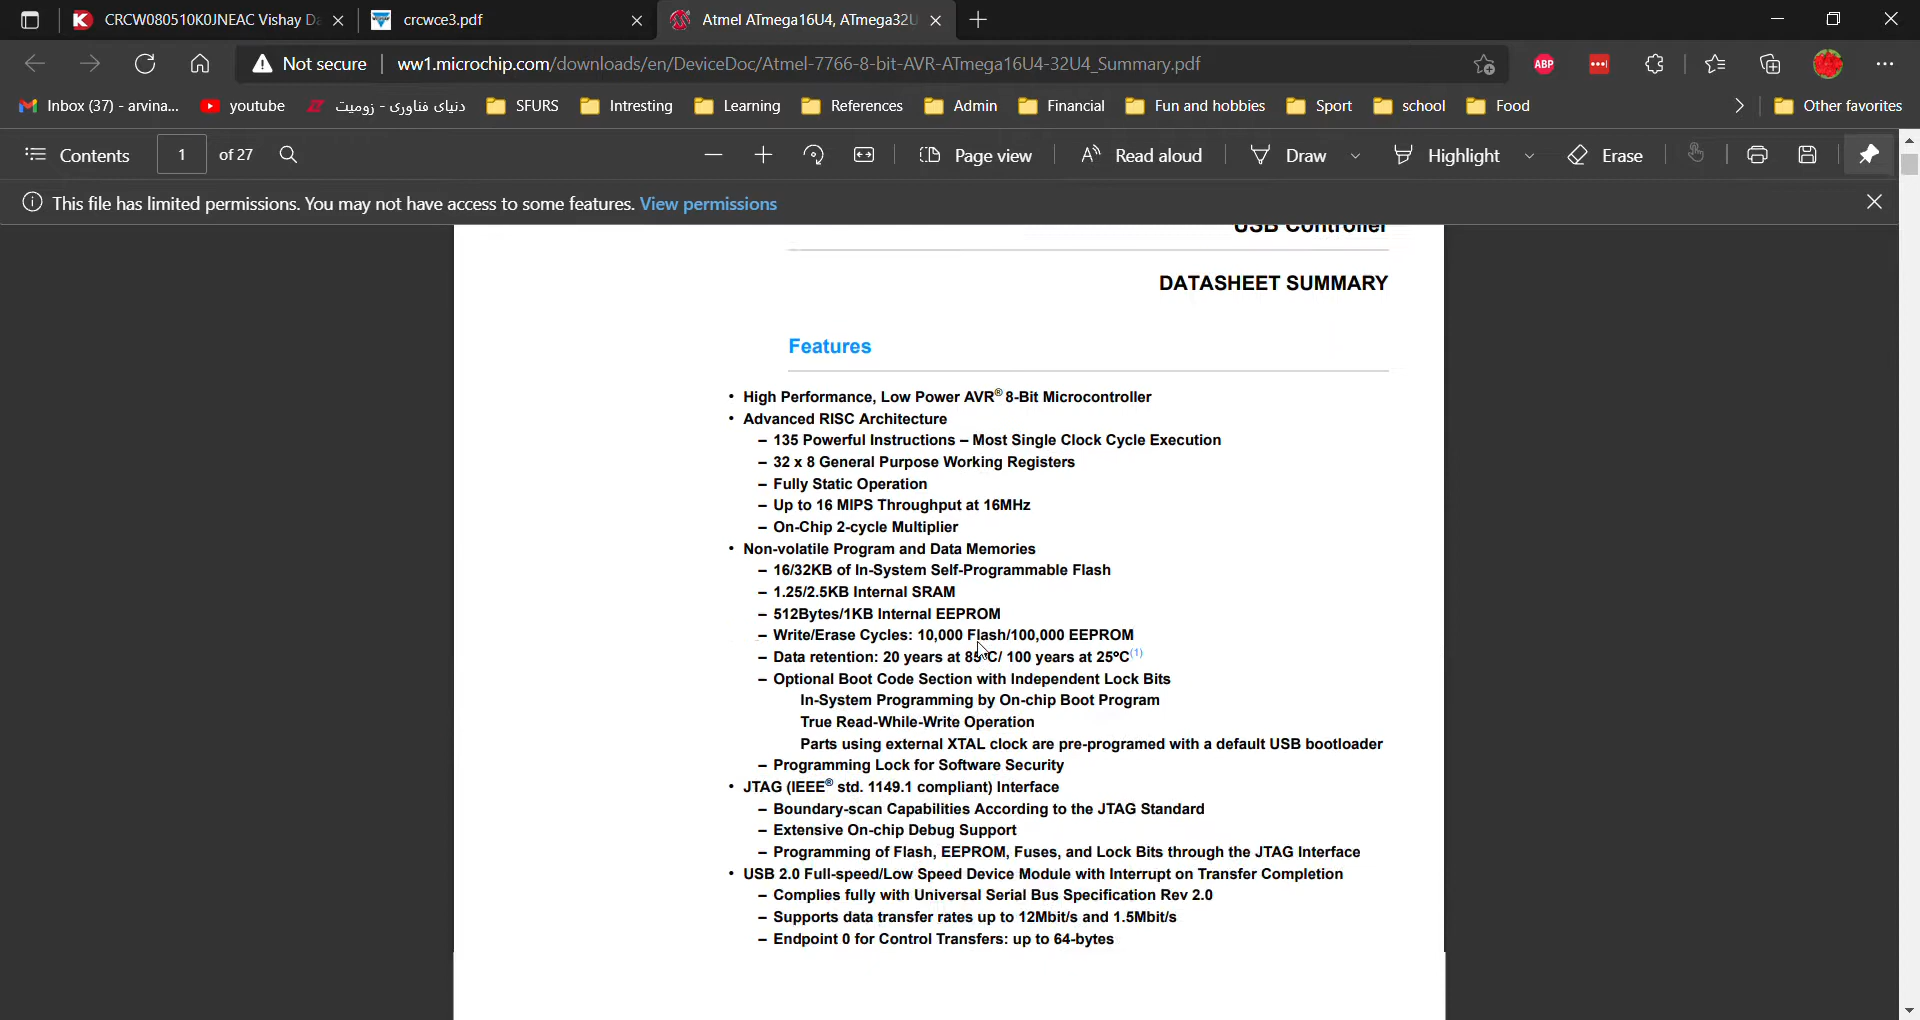 CRCW080510K0JNEAC Vishay Da
crcwce3.pdf
Atmel ATmega16U4, ATmega32U
Not secure
ww1.microchip.com/downloads/en/DeviceDoc/Atmel-7766-8-bit-AVR-ATmega16U4-32U4_Summary.pdf
ABP
Inbox (37) - arvina...
youtube
دنیای فناوری - زومیت
SFURS
Intresting
Learning
References
Admin
Financial
Fun and hobbies
Sport
school
Food
Other favorites
Contents
1
of 27
Page view
Read aloud
Draw
Highlight
Erase
This file has limited permissions. You may not have access to some features. View permissions
USB Controller
DATASHEET SUMMARY
Features
• High Performance, Low Power AVR® 8-Bit Microcontroller
• Advanced RISC Architecture
– 135 Powerful Instructions – Most Single Clock Cycle Execution
– 32 x 8 General Purpose Working Registers
– Fully Static Operation
– Up to 16 MIPS Throughput at 16MHz
– On-Chip 2-cycle Multiplier
• Non-volatile Program and Data Memories
– 16/32KB of In-System Self-Programmable Flash
– 1.25/2.5KB Internal SRAM
– 512Bytes/1KB Internal EEPROM
– Write/Erase Cycles: 10,000 Flash/100,000 EEPROM
– Data retention: 20 years at 85ºC/ 100 years at 25ºC(1)
– Optional Boot Code Section with Independent Lock Bits
In-System Programming by On-chip Boot Program
True Read-While-Write Operation
Parts using external XTAL clock are pre-programed with a default USB bootloader
– Programming Lock for Software Security
• JTAG (IEEE® std. 1149.1 compliant) Interface
– Boundary-scan Capabilities According to the JTAG Standard
– Extensive On-chip Debug Support
– Programming of Flash, EEPROM, Fuses, and Lock Bits through the JTAG Interface
• USB 2.0 Full-speed/Low Speed Device Module with Interrupt on Transfer Completion
– Complies fully with Universal Serial Bus Specification Rev 2.0
– Supports data transfer rates up to 12Mbit/s and 1.5Mbit/s
– Endpoint 0 for Control Transfers: up to 64-bytes